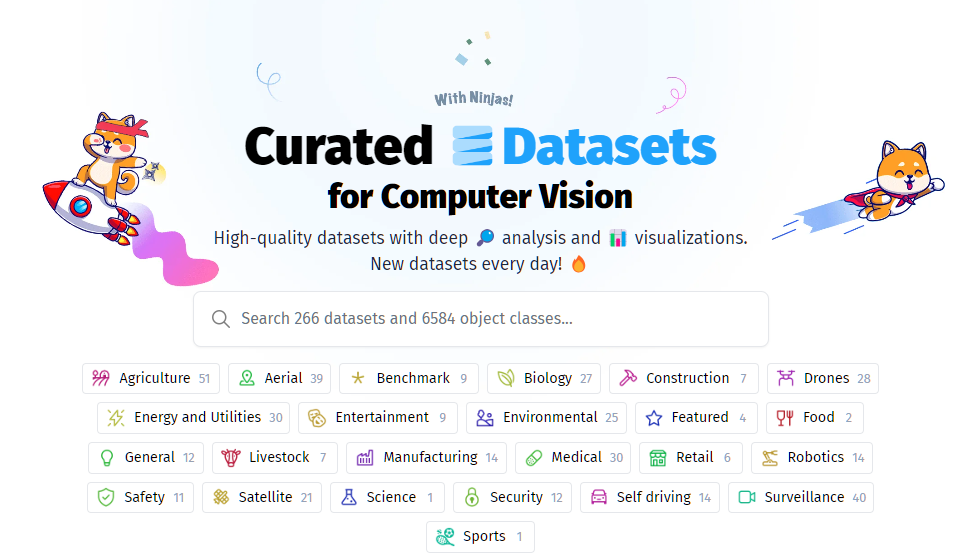 With Ninjas!
Curated Datasets
for Computer Vision
High-quality datasets with deep analysis and visualizations.
New datasets every day!
Search 266 datasets and 6584 object classes...
Agriculture 51 Aerial 39 Benchmark 9 Biology 27 Construction 7 Drones 28
Energy and Utilities 30 Entertainment 9 Environmental 25 Featured 4 Food 2
General 12 Livestock 7 Manufacturing 14 Medical 30 Retail 6 Robotics 14
Safety 11 Satellite 21 Science 1 Security 12 Self driving 14 Surveillance 40
Sports 1